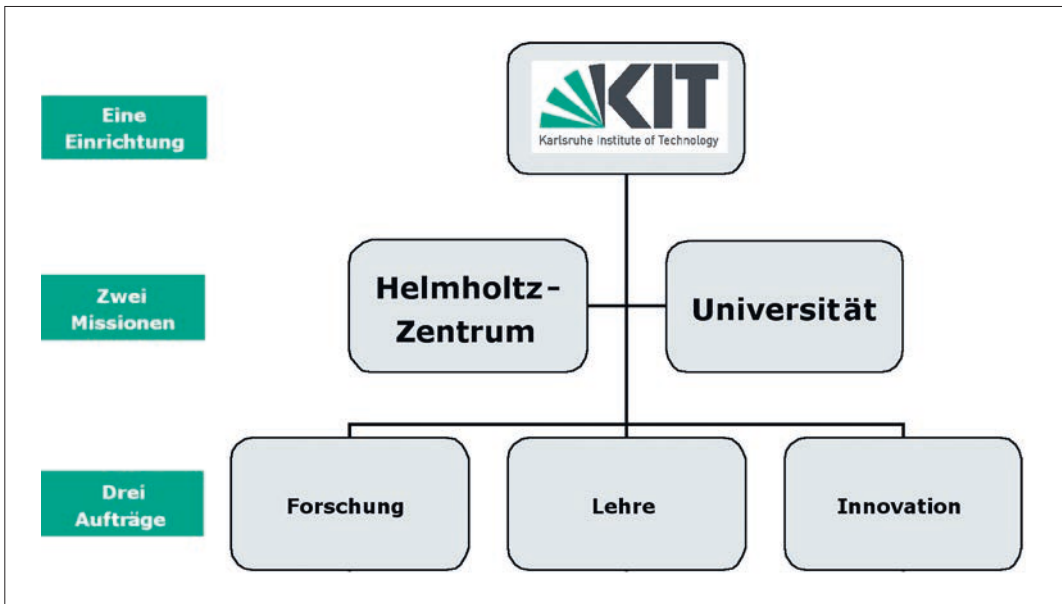 Eine
Einrichtung
KIT
Karlsruhe Institute of Technology
Zwei
Missionen
Helmholtz-
Zentrum
Universität
Drei
Aufträge
Forschung
Lehre
Innovation